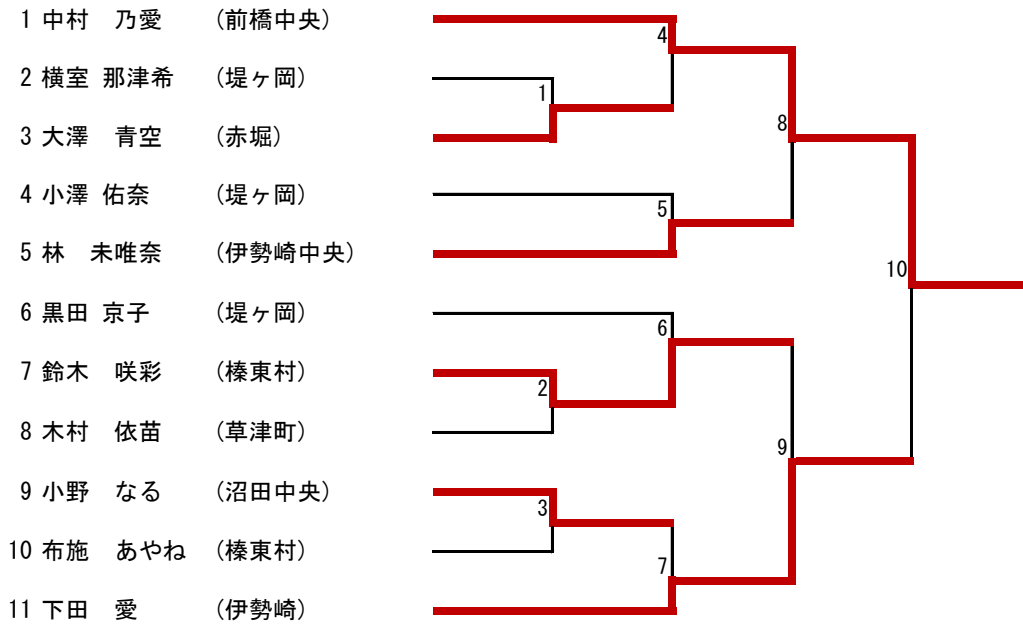 1 中村　乃愛 (前橋中央)
2 横室 那津希 (堤ヶ岡)
3 大澤　青空 (赤堀)
4 小澤 佑奈 (堤ヶ岡)
5 林　未唯奈 (伊勢崎中央)
6 黒田 京子 (堤ヶ岡)
7 鈴木　咲彩 (榛東村)
8 木村　依苗 (草津町)
9 小野 なる (沼田中央)
10 布施　あやね (榛東村)
11 下田　愛 (伊勢崎)
1
2
3
4
5
6
7
8
9
10